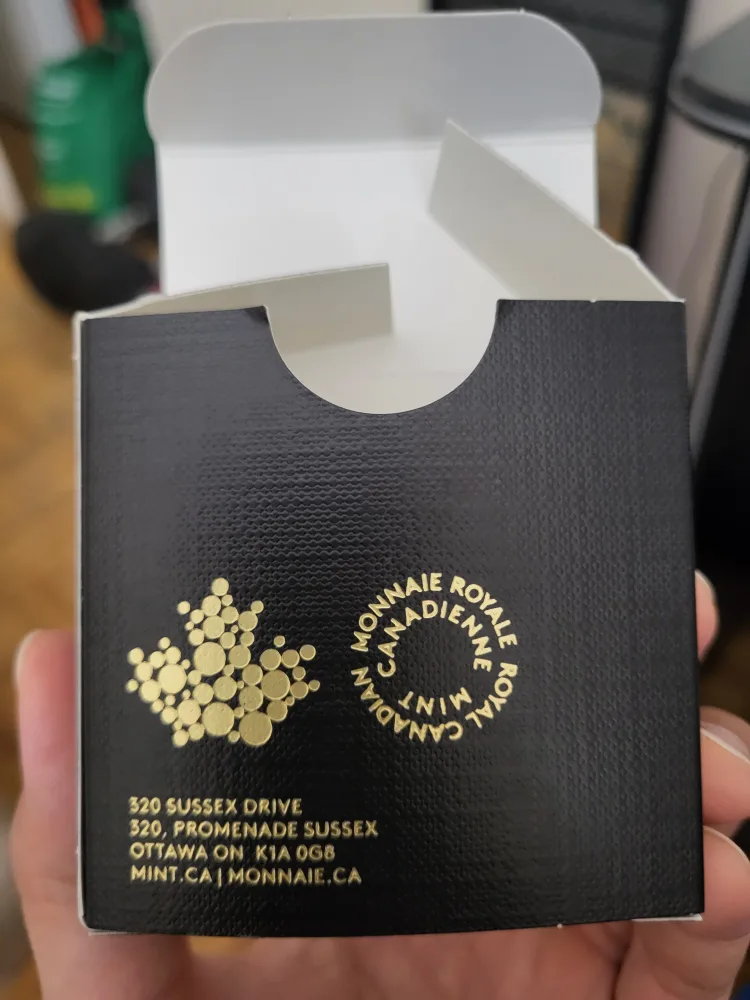 MONNAIE ROYALE
CANADIENNE
ROYAL CANADIAN
MINT
320 SUSSEX DRIVE
320, PROMENADE SUSSEX
OTTAWA ON K1A 0G8
MINT.CA | MONNAIE.CA